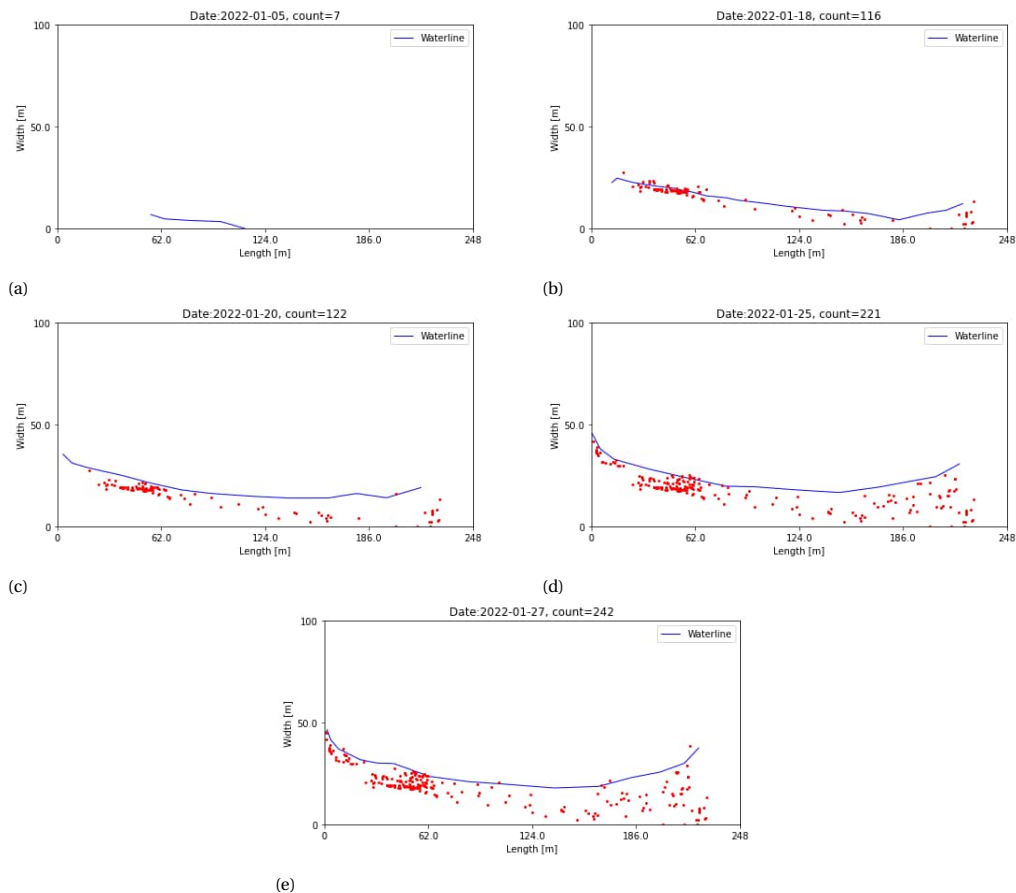 Date:2022-01-05, count=7
100
50.0
0
Width [m]
Waterline
0 62.0 124.0 186.0 248
Length [m]
(a)
Date:2022-01-18, count=116
100
50.0
0
Width [m]
Waterline
0 62.0 124.0 186.0 248
Length [m]
(b)
Date:2022-01-20, count=122
100
50.0
0
Width [m]
Waterline
0 62.0 124.0 186.0 248
Length [m]
(c)
Date:2022-01-25, count=221
100
50.0
0
Width [m]
Waterline
0 62.0 124.0 186.0 248
Length [m]
(d)
Date:2022-01-27, count=242
100
50.0
0
Width [m]
Waterline
0 62.0 124.0 186.0 248
Length [m]
(e)